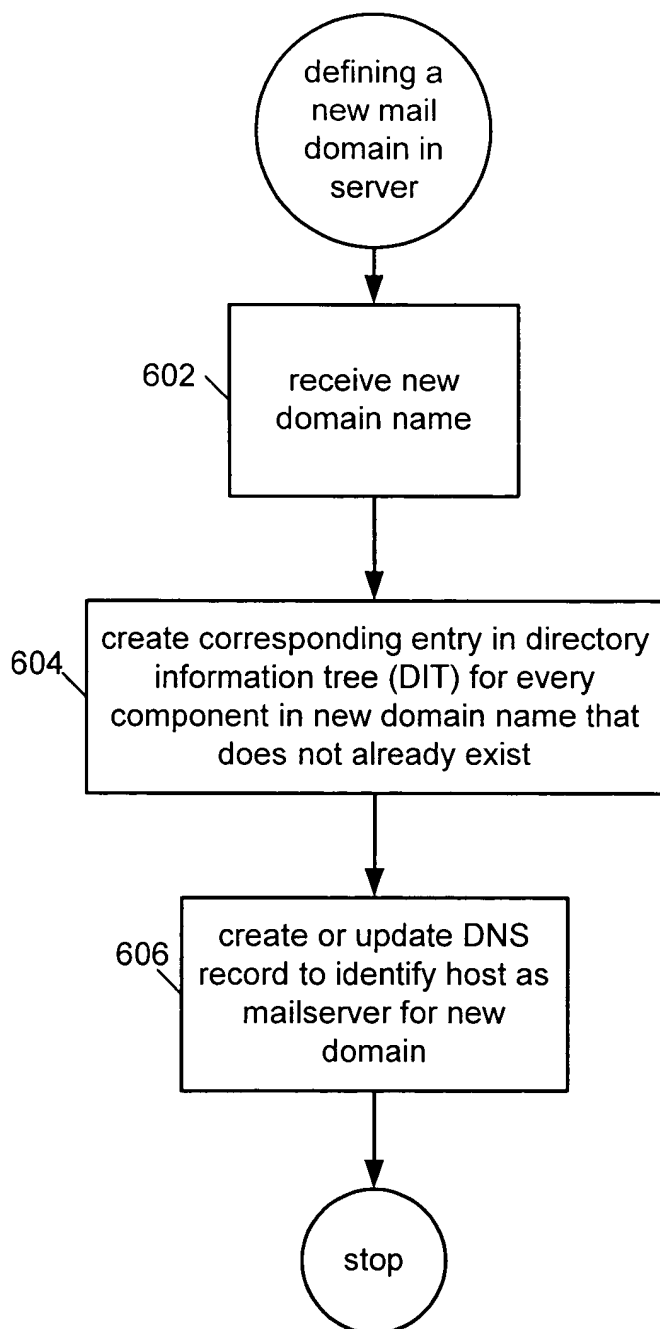 defining a
new mail
domain in
server
602
receive new
domain name
604
create corresponding entry in directory
information tree (DIT) for every
component in new domain name that
does not already exist
606
create or update DNS
record to identify host as
mailserver for new
domain
stop